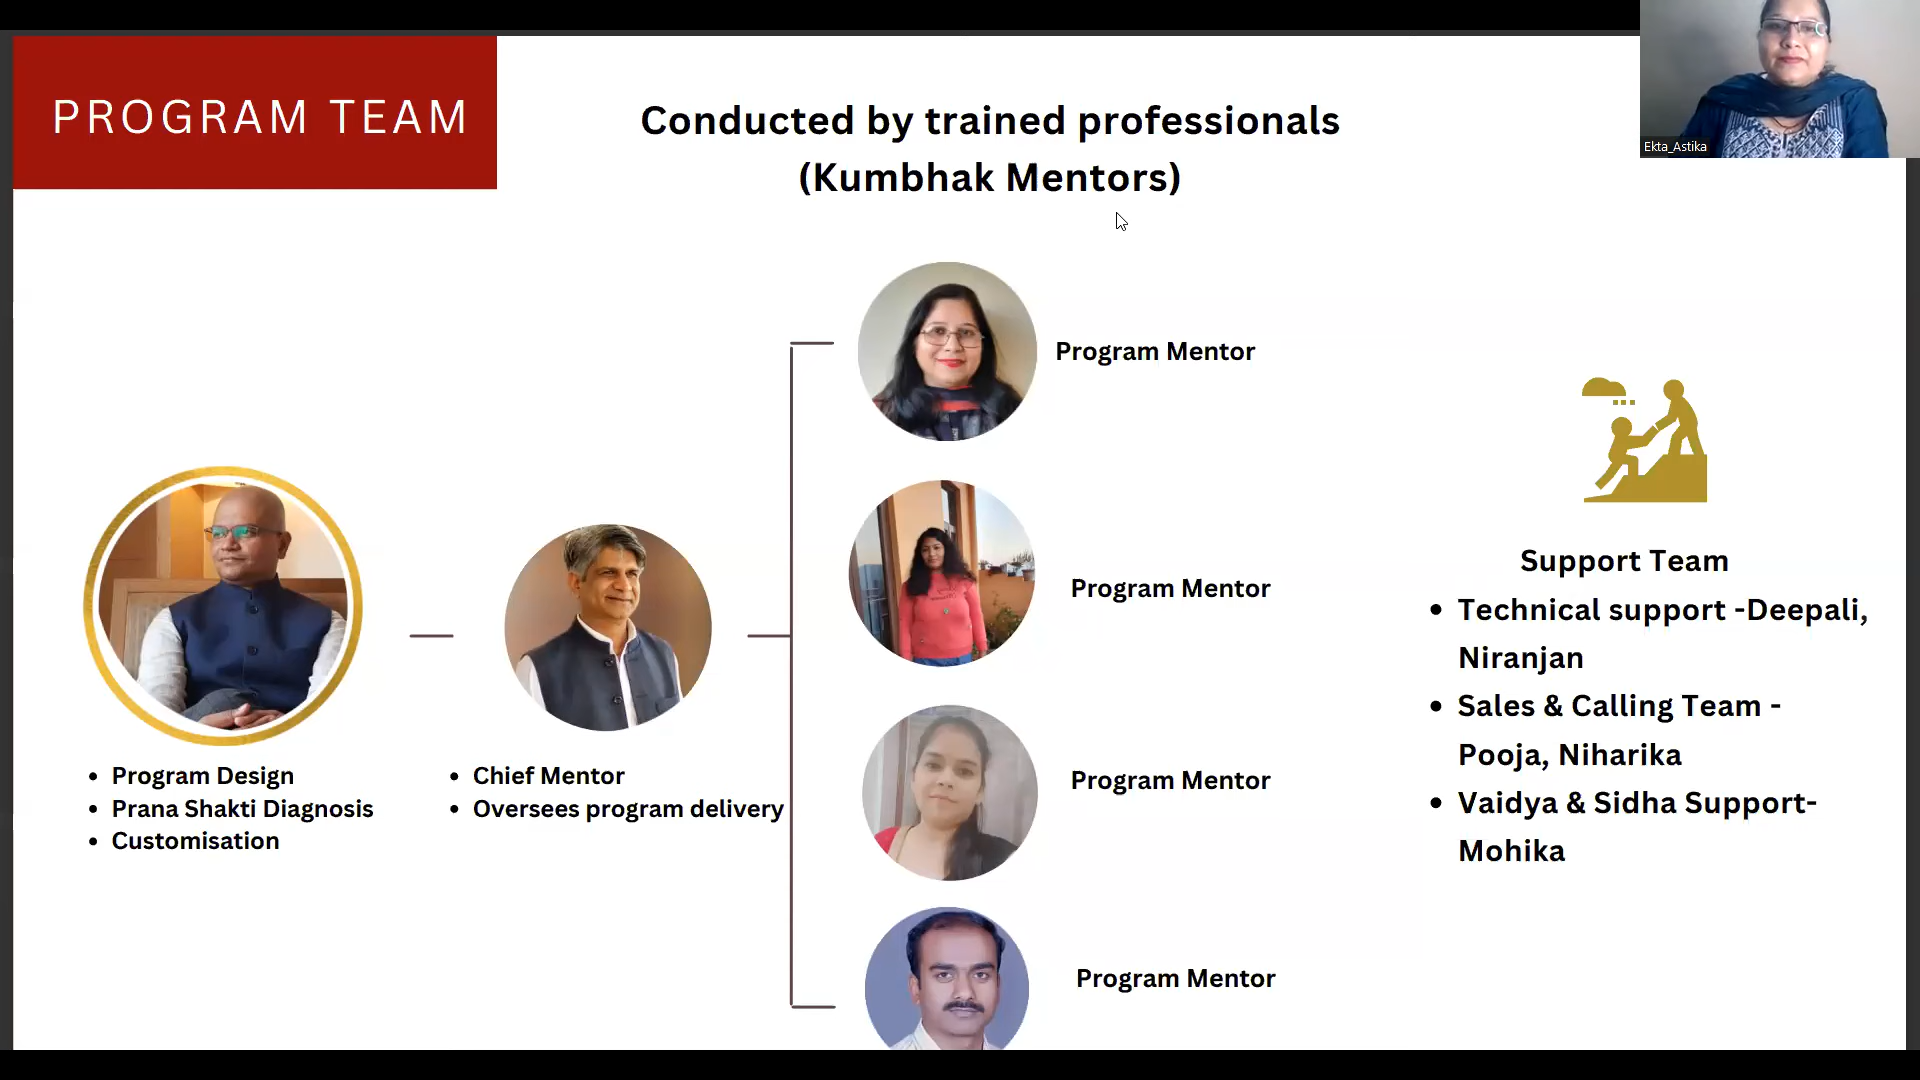 PROGRAM TEAM
Conducted by trained professionals
(Kumbhak Mentors)
Ekta_Astika
Program Mentor
Program Mentor
Program Mentor
Program Mentor
• Program Design
• Prana Shakti Diagnosis
• Customisation
• Chief Mentor
• Oversees program delivery
Support Team
• Technical support -Deepali,
Niranjan
• Sales & Calling Team -
Pooja, Niharika
• Vaidya & Sidha Support-
Mohika